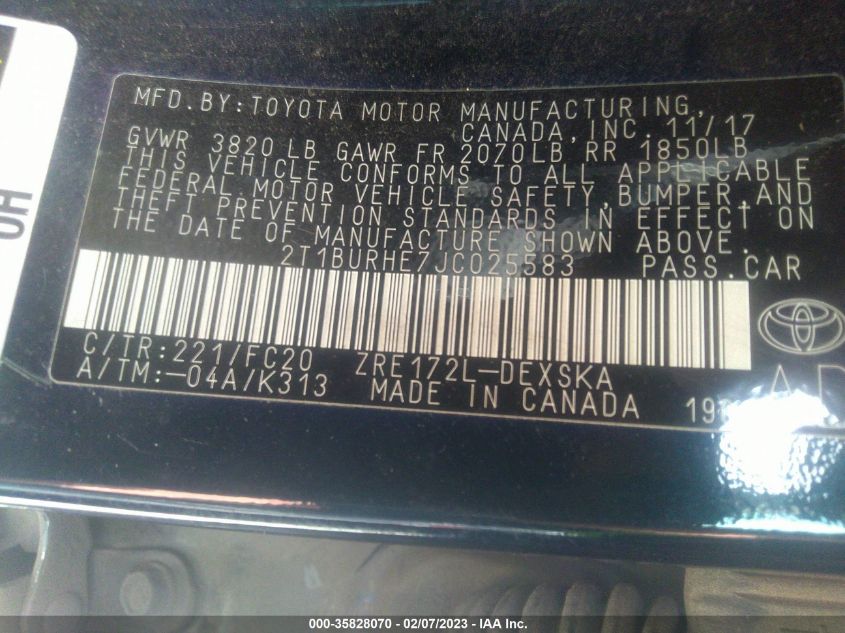 HO
MFD.BY:TOYOTA MOTOR MANUFACTURING,
CANADA,INC. 11/17
GVWR 3820 LB GAWR FR 2070LB RR 1850LB
THIS VEHICLE CONFORMS TO ALL APPLICABLE
FEDERAL MOTOR VEHICLE SAFETY,BUMPER,AND
THEFT PREVENTION STANDARDS IN EFFECT ON
THE DATE OF MANUFACTURE SHOWN ABOVE.
2T1BURHE7JC025583 PASS.CAR
C/TR:221/FC20 ZRE172L-DEXSKA
A/TM:-04A/K313 MADE IN CANADA
000-35828070 - 02/07/2023 - IAA Inc.